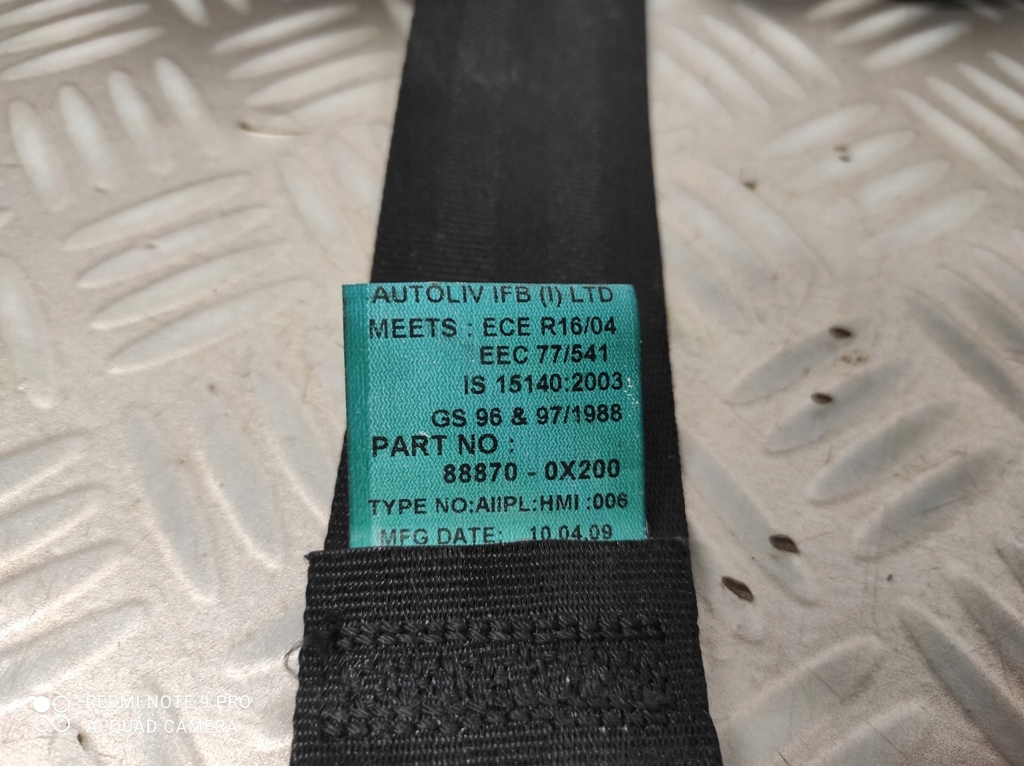 AUTOLIV IFB (I) LTD
MEETS : ECE R16/04
EEC 77/541
IS 15140:2003
GS 96 & 97/1988
PART NO :
88870 - 0X200
TYPE NO:AIIPL:HMI :006
MFG DATE: 10.04.09
REDMI NOTE 9 PRO
AI QUAD CAMERA